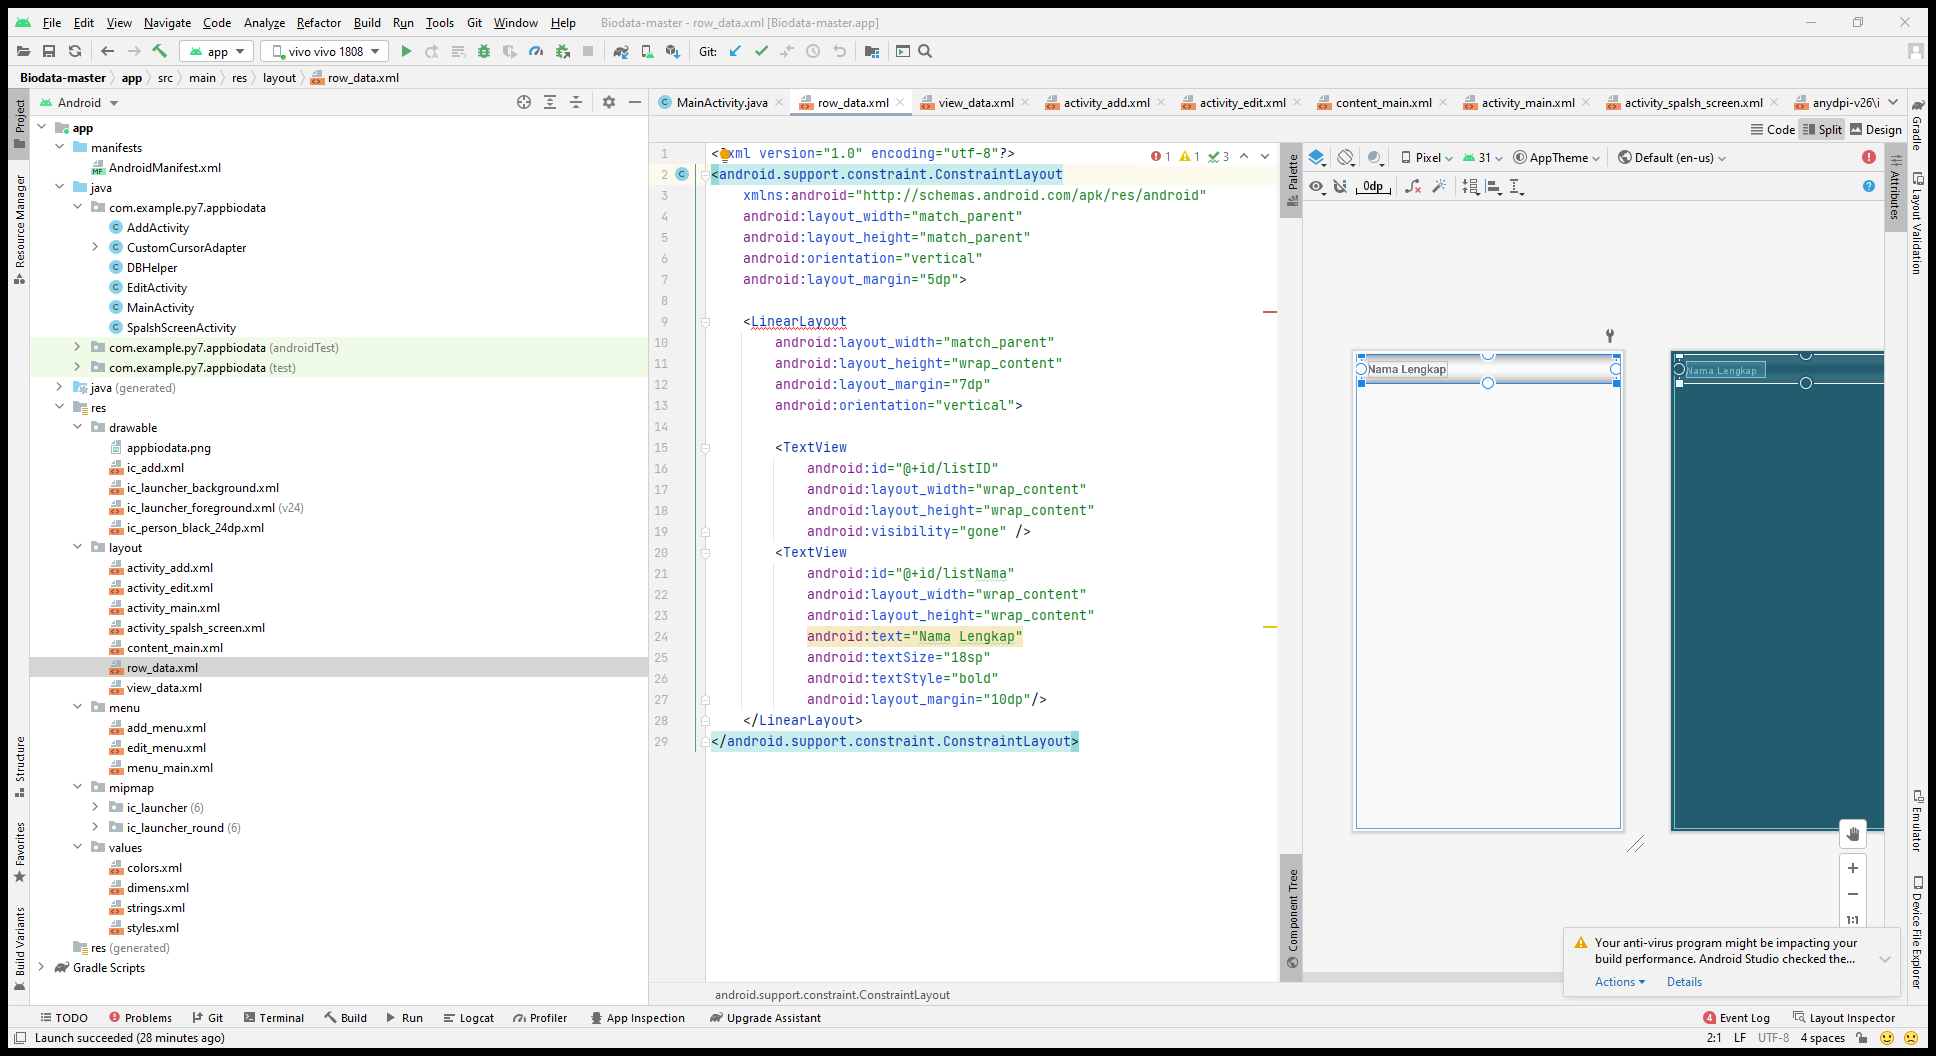 File Edit View Navigate Code Analyze Refactor Build Run Tools Git Window Help Biodata-master - row_data.xml [Biodata-master.app]
app vivo vivo 1808 Git:
Biodata-master app src main res layout row_data.xml
Project
Resource Manager
Structure
Favorites
Build Variants
Android
app
manifests
AndroidManifest.xml
java
com.example.py7.appbiodata
AddActivity
CustomCursorAdapter
DBHelper
EditActivity
MainActivity
SpalshScreenActivity
com.example.py7.appbiodata (androidTest)
com.example.py7.appbiodata (test)
java (generated)
res
drawable
appbiodata.png
ic_add.xml
ic_launcher_background.xml
ic_launcher_foreground.xml (v24)
ic_person_black_24dp.xml
layout
activity_add.xml
activity_edit.xml
activity_main.xml
activity_spalsh_screen.xml
content_main.xml
row_data.xml
view_data.xml
menu
add_menu.xml
edit_menu.xml
menu_main.xml
mipmap
ic_launcher (6)
ic_launcher_round (6)
values
colors.xml
dimens.xml
strings.xml
styles.xml
res (generated)
Gradle Scripts
MainActivity.java row_data.xml view_data.xml activity_add.xml activity_edit.xml content_main.xml activity_main.xml activity_spalsh_screen.xml anydpi-v26\i
Code Split Design
1 1 3
1 <?xml version="1.0" encoding="utf-8"?>
2 <android.support.constraint.ConstraintLayout
3 xmlns:android="http://schemas.android.com/apk/res/android"
4 android:layout_width="match_parent"
5 android:layout_height="match_parent"
6 android:orientation="vertical"
7 android:layout_margin="5dp">
8
9 <LinearLayout
10 android:layout_width="match_parent"
11 android:layout_height="wrap_content"
12 android:layout_margin="7dp"
13 android:orientation="vertical">
14
15 <TextView
16 android:id="@+id/listID"
17 android:layout_width="wrap_content"
18 android:layout_height="wrap_content"
19 android:visibility="gone" />
20 <TextView
21 android:id="@+id/listNama"
22 android:layout_width="wrap_content"
23 android:layout_height="wrap_content"
24 android:text="Nama Lengkap"
25 android:textSize="18sp"
26 android:textStyle="bold"
27 android:layout_margin="10dp"/>
28 </LinearLayout>
29 </android.support.constraint.ConstraintLayout>
android.support.constraint.ConstraintLayout
Palette
Component Tree
Pixel 31 AppTheme Default (en-us)
0dp
Nama Lengkap
Nama Lengkap
1:1
Attributes
Gradle
Layout Validation
Emulator
Device File Explorer
Your anti-virus program might be impacting your
build performance. Android Studio checked the...
Actions Details
TODO Problems Git Terminal Build Run Logcat Profiler App Inspection Upgrade Assistant 4 Event Log Layout Inspector
Launch succeeded (28 minutes ago) 2:1 LF UTF-8 4 spaces